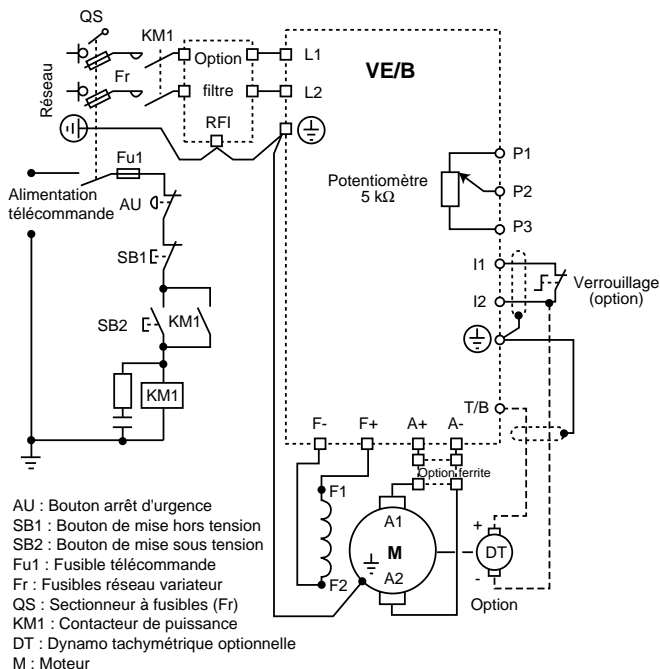 QS
KM1
Réseau
Fr
Option
filtre
RFI
L1
L2
VE/B
Fu1
Alimentation
télécommande
AU
SB1
SB2
KM1
KM1
Potentiomètre
5 kΩ
P1
P2
P3
I1
I2
Verrouillage
(option)
T/B
F-
F+
A+
A-
Option ferrite
F1
F2
A1
M
A2
+
DT
-
Option
AU : Bouton arrêt d'urgence
SB1 : Bouton de mise hors tension
SB2 : Bouton de mise sous tension
Fu1 : Fusible télécommande
Fr : Fusibles réseau variateur
QS : Sectionneur à fusibles (Fr)
KM1 : Contacteur de puissance
DT : Dynamo tachymétrique optionnelle
M : Moteur